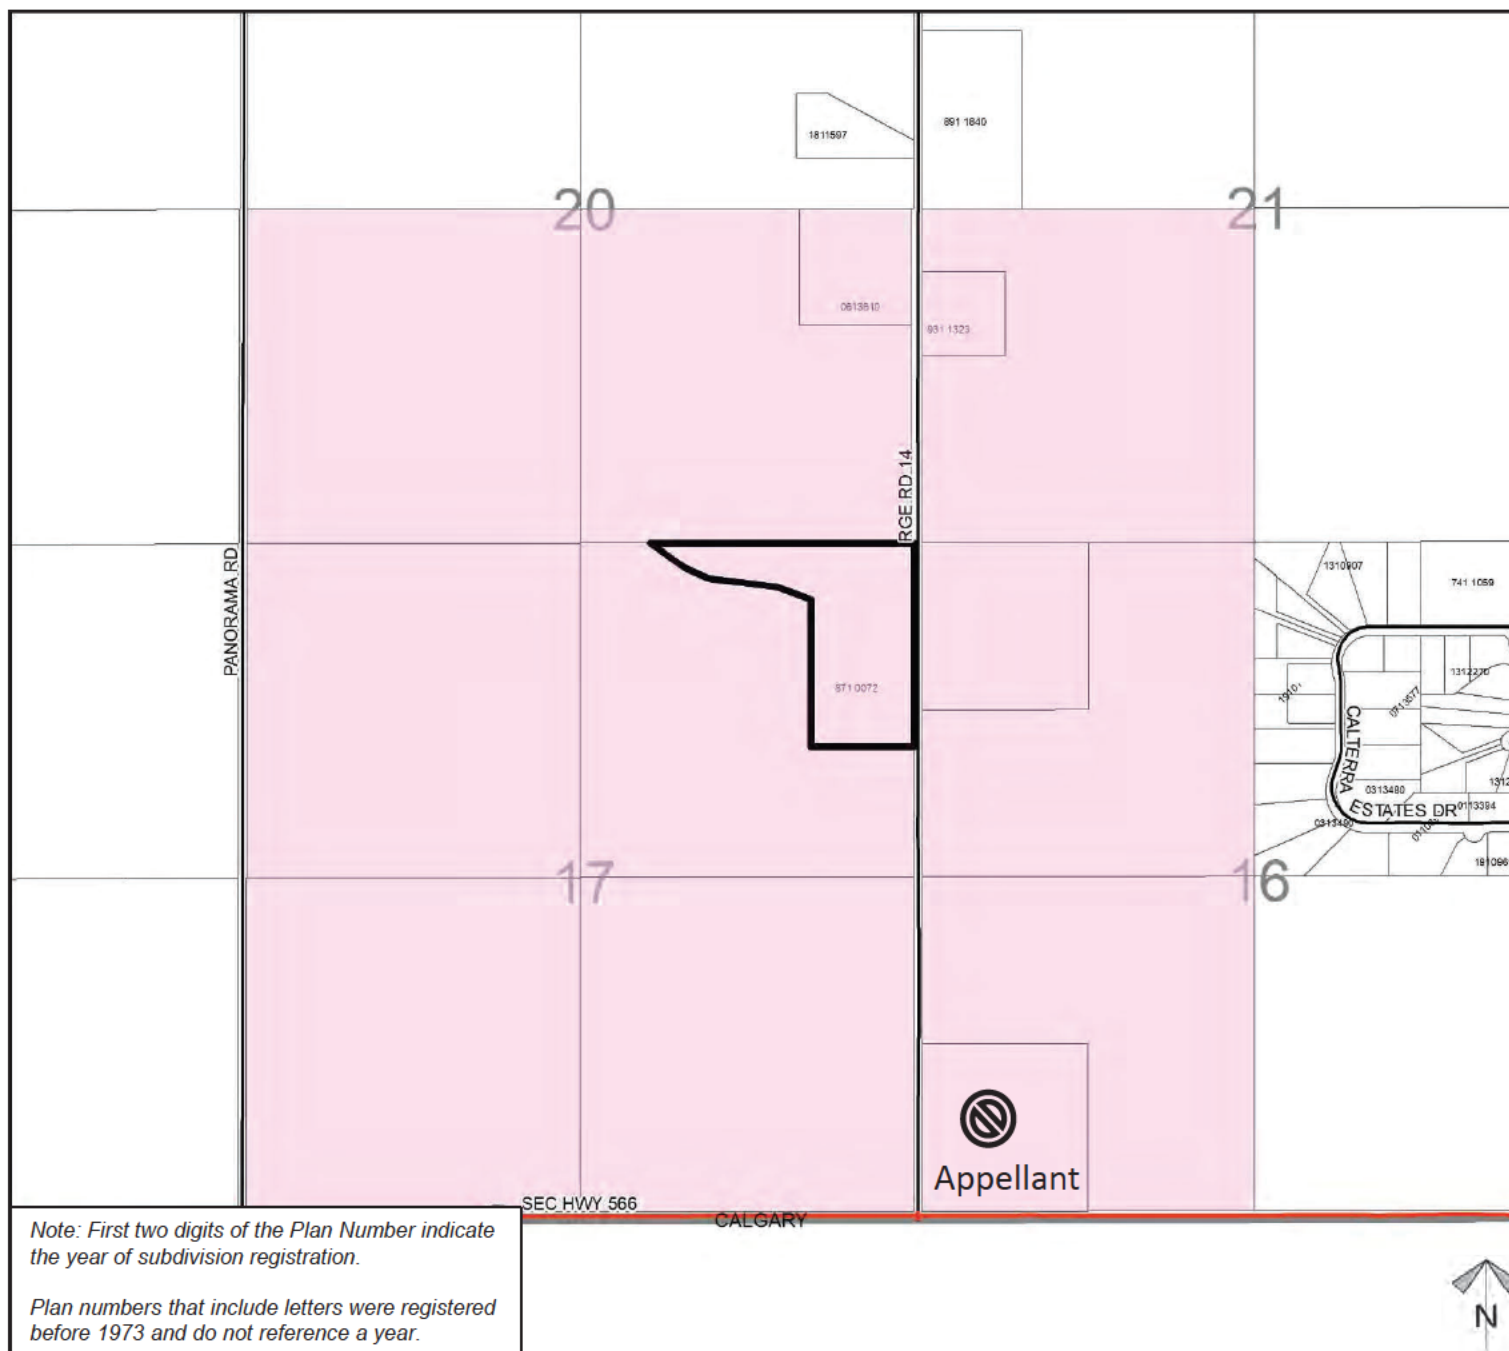 1811597
891 1840
20
21
0613610
931 1323
RGE.RD.14
PANORAMA.RD
1310907
741 1059
871 0072
1312270
0713577
CALTERRA
ESTATES DR
0313480
0113394
0313480
17
16
Appellant
SEC HWY 566
CALGARY
Note: First two digits of the Plan Number indicate
the year of subdivision registration.
Plan numbers that include letters were registered
before 1973 and do not reference a year.
N